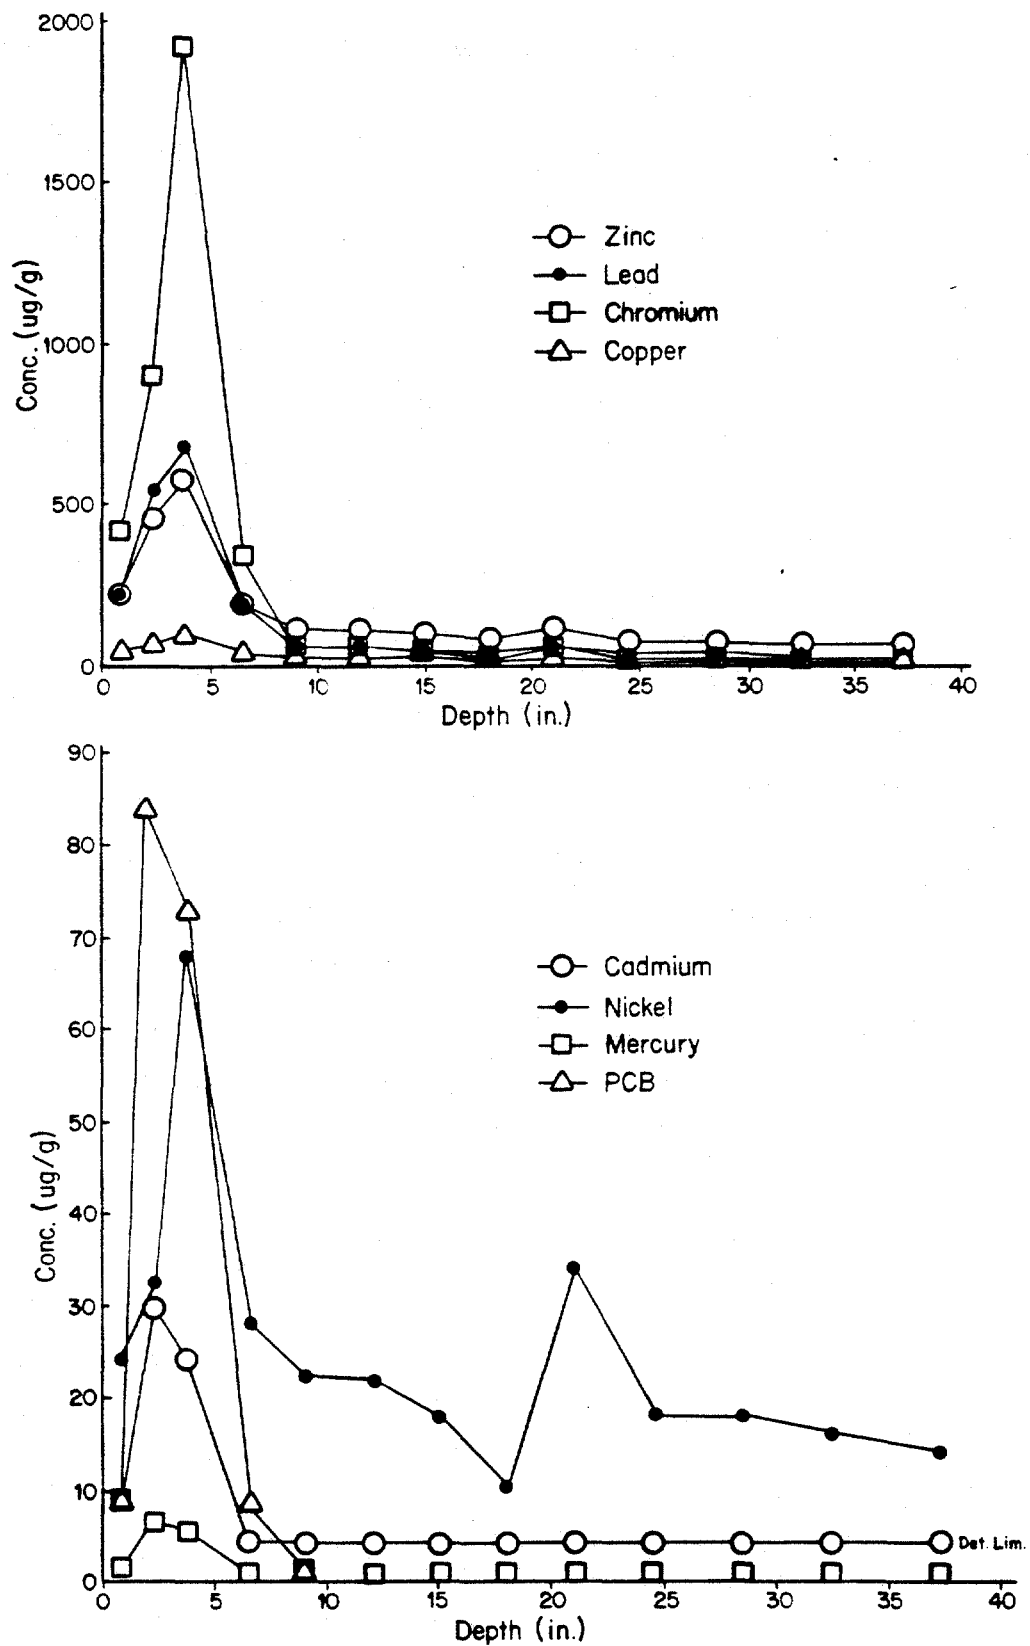 2000
1500
1000
500
0
Conc. (ug/g)
Zinc
Lead
Chromium
Copper
0 5 10 15 20 25 30 35 40
Depth (in.)
90
80
70
60
50
40
30
20
10
0
Conc. (ug/g)
Cadmium
Nickel
Mercury
PCB
Det. Lim.
0 5 10 15 20 25 30 35 40
Depth (in.)